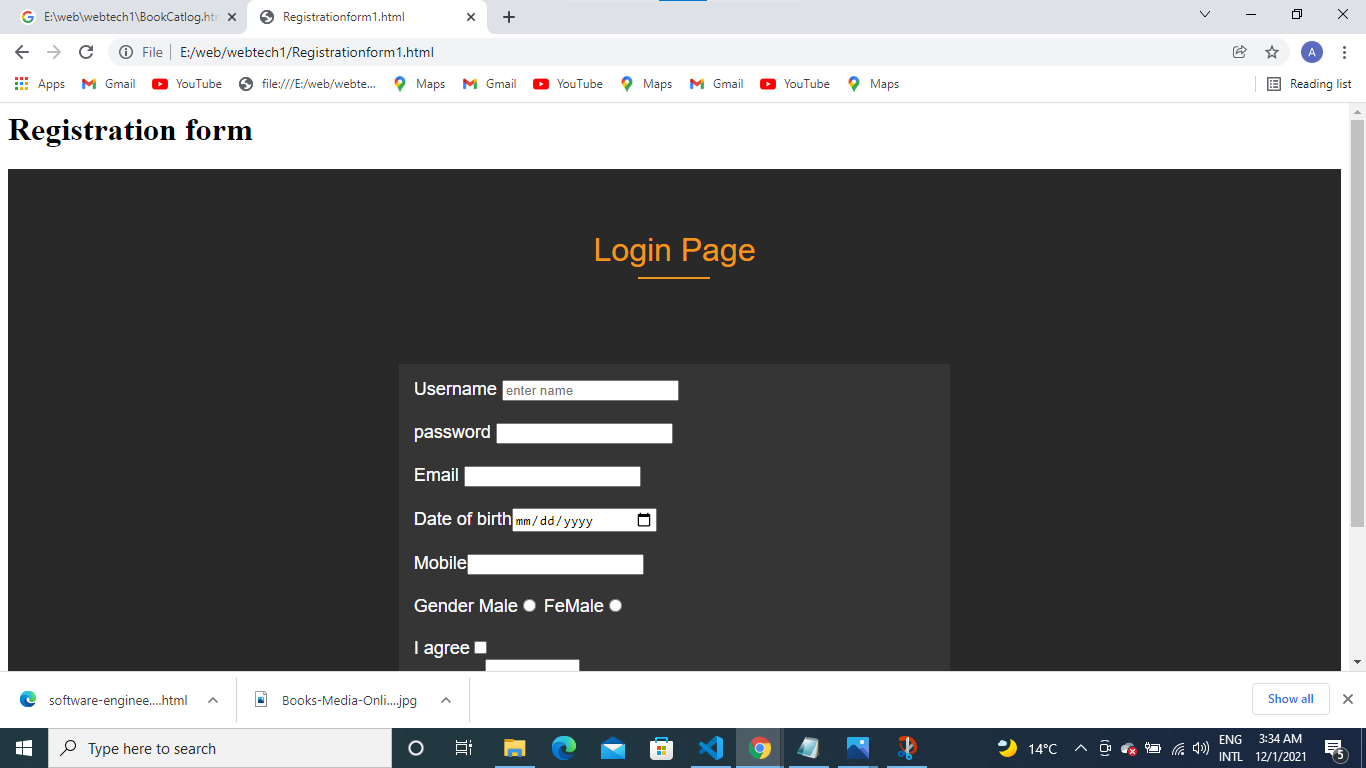 E:\web\webtech1\BookCatlog.htm
Registrationform1.html
File
E:/web/webtech1/Registrationform1.html
A
Apps
Gmail
YouTube
file:///E:/web/webte...
Maps
Gmail
YouTube
Maps
Gmail
YouTube
Maps
Reading list
Registration form
Login Page
Username enter name
password
Email
Date of birth mm/dd/yyyy
Mobile
Gender Male FeMale
I agree
software-enginee....html
Books-Media-Onli....jpg
Show all
Type here to search
14°C
ENG
INTL
3:34 AM
12/1/2021
5